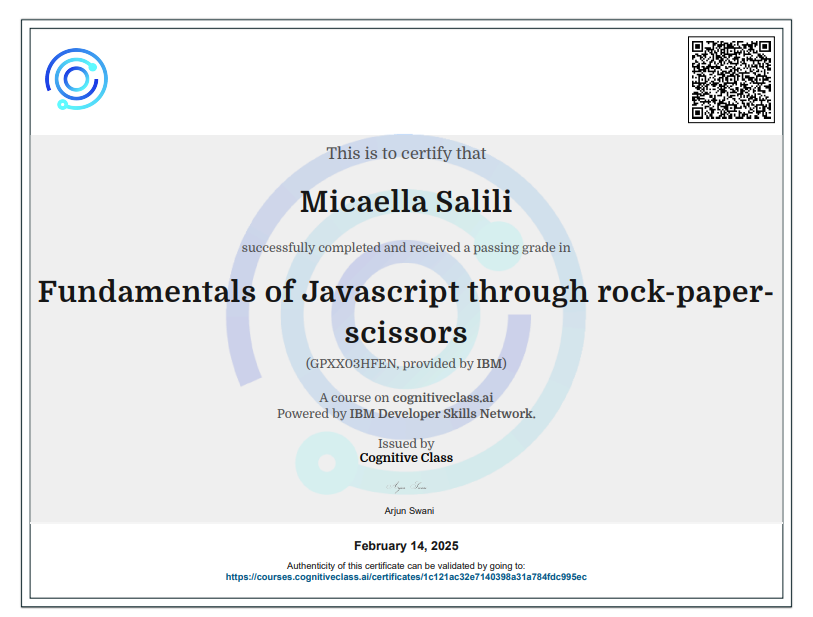 This is to certify that
Micaella Salili
successfully completed and received a passing grade in
Fundamentals of Javascript through rock-paper-
scissors
(GPXX03HFEN, provided by IBM)
A course on cognitiveclass.ai
Powered by IBM Developer Skills Network.
Issued by
Cognitive Class
Arjun Swani
Arjun Swani
February 14, 2025
Authenticity of this certificate can be validated by going to:
https://courses.cognitiveclass.ai/certificates/1c121ac32e7140398a31a784fdc995ec